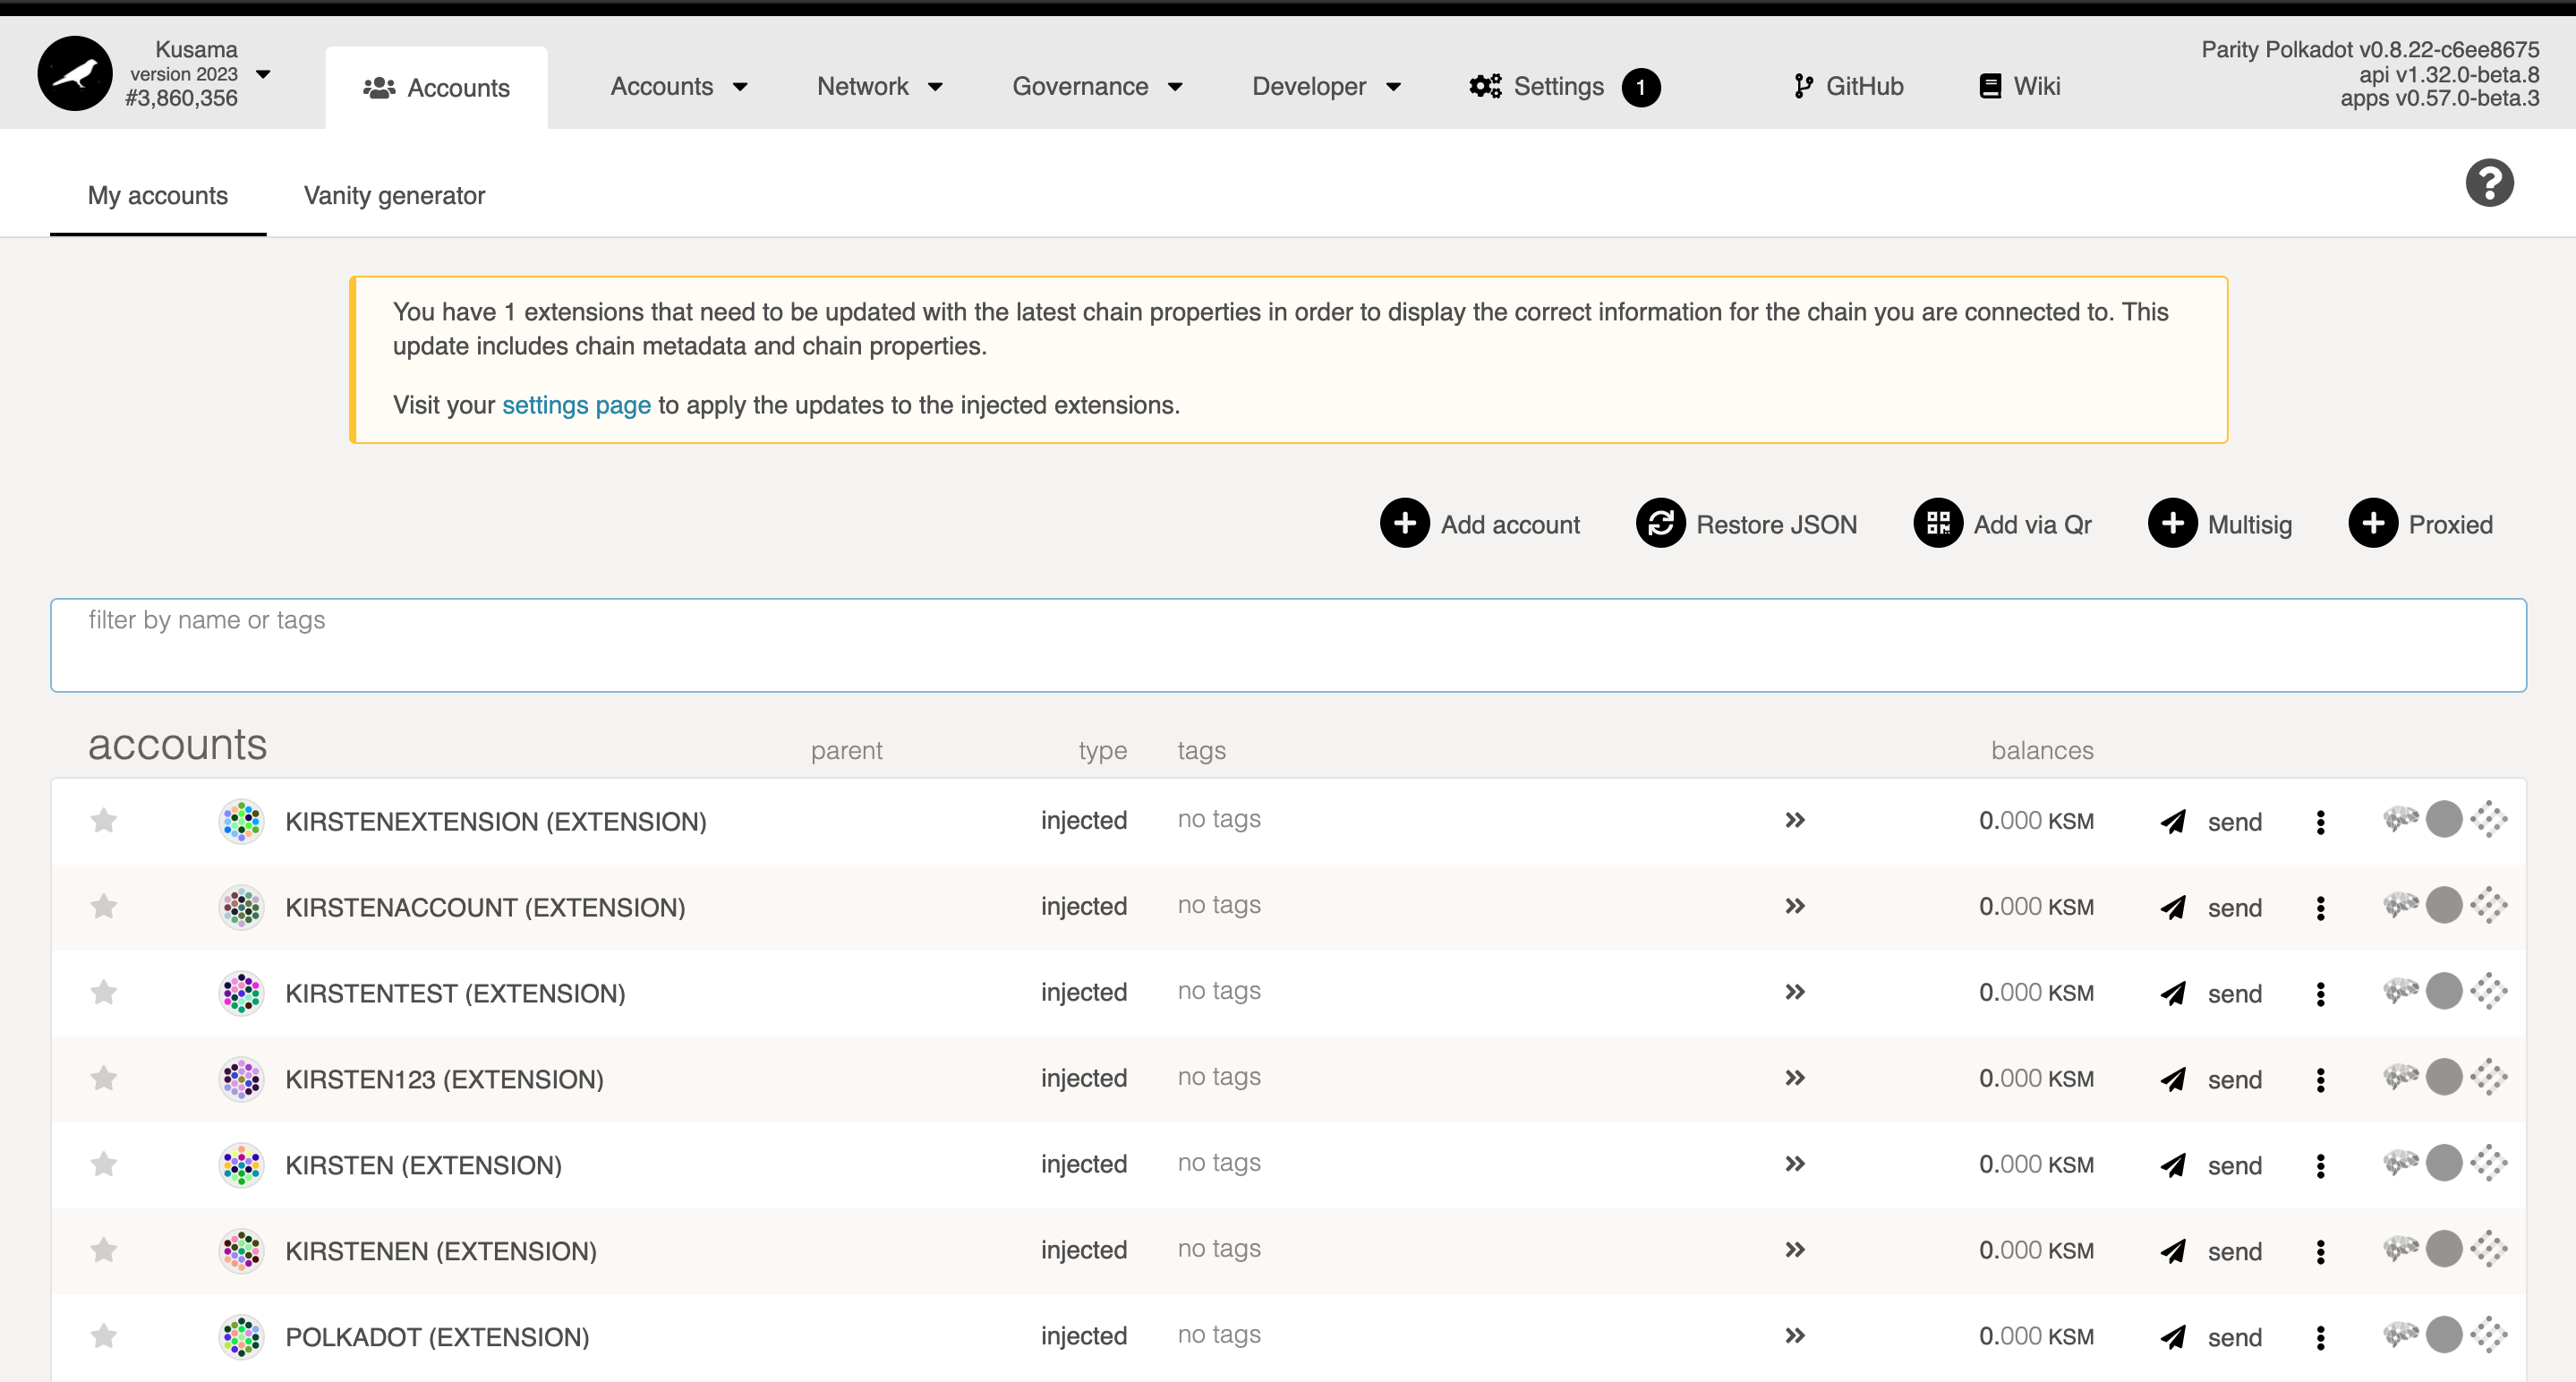 Kusama
version 2023
#3,860,356
Accounts
Accounts
Network
Governance
Developer
Settings 1
GitHub
Wiki
Parity Polkadot v0.8.22-c6ee8675
api v1.32.0-beta.8
apps v0.57.0-beta.3
My accounts
Vanity generator
You have 1 extensions that need to be updated with the latest chain properties in order to display the correct information for the chain you are connected to. This
update includes chain metadata and chain properties.
Visit your settings page to apply the updates to the injected extensions.
Add account
Restore JSON
Add via Qr
Multisig
Proxied
filter by name or tags
accounts parent type tags balances
KIRSTENEXTENSION (EXTENSION) injected no tags 0.000 KSM send
KIRSTENACCOUNT (EXTENSION) injected no tags 0.000 KSM send
KIRSTENTEST (EXTENSION) injected no tags 0.000 KSM send
KIRSTEN123 (EXTENSION) injected no tags 0.000 KSM send
KIRSTEN (EXTENSION) injected no tags 0.000 KSM send
KIRSTENEN (EXTENSION) injected no tags 0.000 KSM send
POLKADOT (EXTENSION) injected no tags 0.000 KSM send